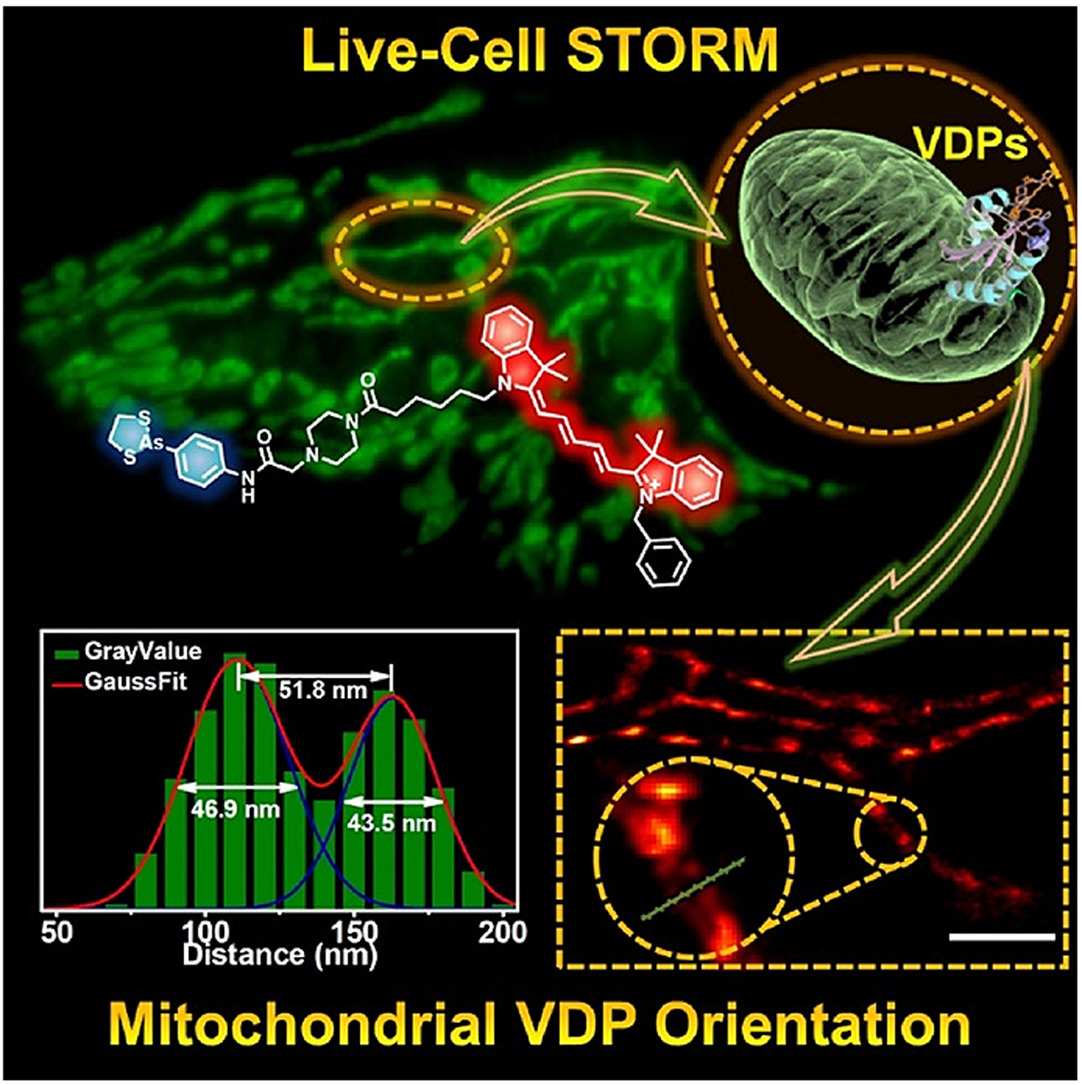 Live-Cell STORM
VDPs
N
O
N
S
As
S
O
N
H
N
N+
GrayValue
GaussFit
51.8 nm
46.9 nm
43.5 nm
50
100
150
200
Distance (nm)
Mitochondrial VDP Orientation